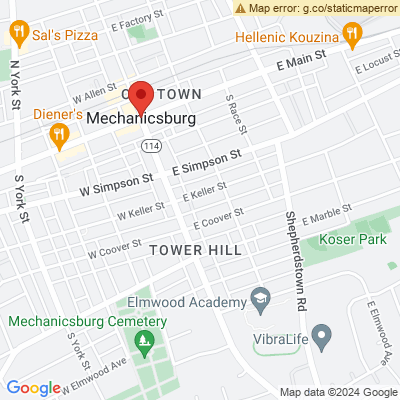 Map error: g.co/staticmaperror
E Factory St
Sal's Pizza
Hellenic Kouzina
E Main St
E Locust St
N York St
W Allen St
OLD TOWN
S Race St
Diener's
Mechanicsburg
114
E Simpson St
W Simpson St
S York St
E Keller St
W Keller St
E Coover St
E Marble St
Shepherdstown Rd
Koser Park
W Coover St
TOWER HILL
Elmwood Academy
Mechanicsburg Cemetery
VibraLife
S York St
E Elmwood Ave
W Elmwood Ave
Google
Map data ©2024 Google